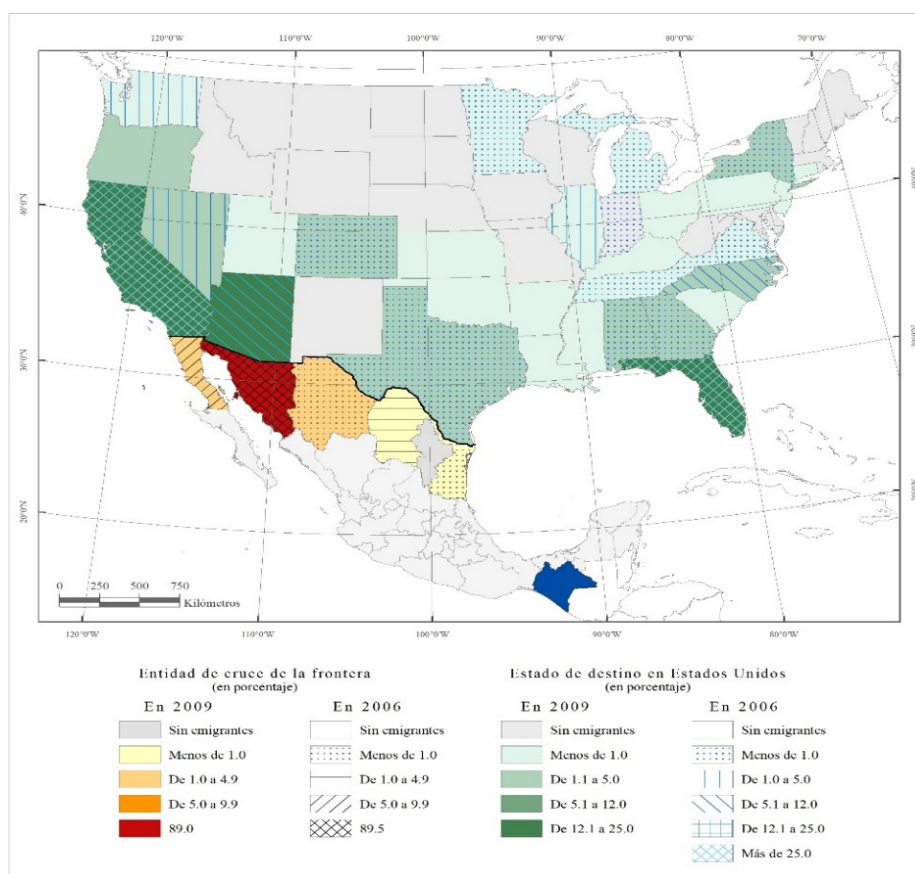 120°0'W 110°0'W 100°0'W 90°0'W 80°0'W 70°0'W
40°0'N
30°0'N
20°0'N
0 250 500 750
Kilómetros
120°0'W 110°0'W 100°0'W 90°0'W 80°0'W
Entidad de cruce de la frontera
(en porcentaje)
En 2009 En 2006
Sin emigrantes Sin emigrantes
Menos de 1.0 Menos de 1.0
De 1.0 a 4.9 De 1.0 a 4.9
De 5.0 a 9.9 De 5.0 a 9.9
89.0 89.5
Estado de destino en Estados Unidos
(en porcentaje)
En 2009 En 2006
Sin emigrantes Sin emigrantes
Menos de 1.0 Menos de 1.0
De 1.1 a 5.0 De 1.0 a 5.0
De 5.1 a 12.0 De 5.1 a 12.0
De 12.1 a 25.0 De 12.1 a 25.0
Más de 25.0